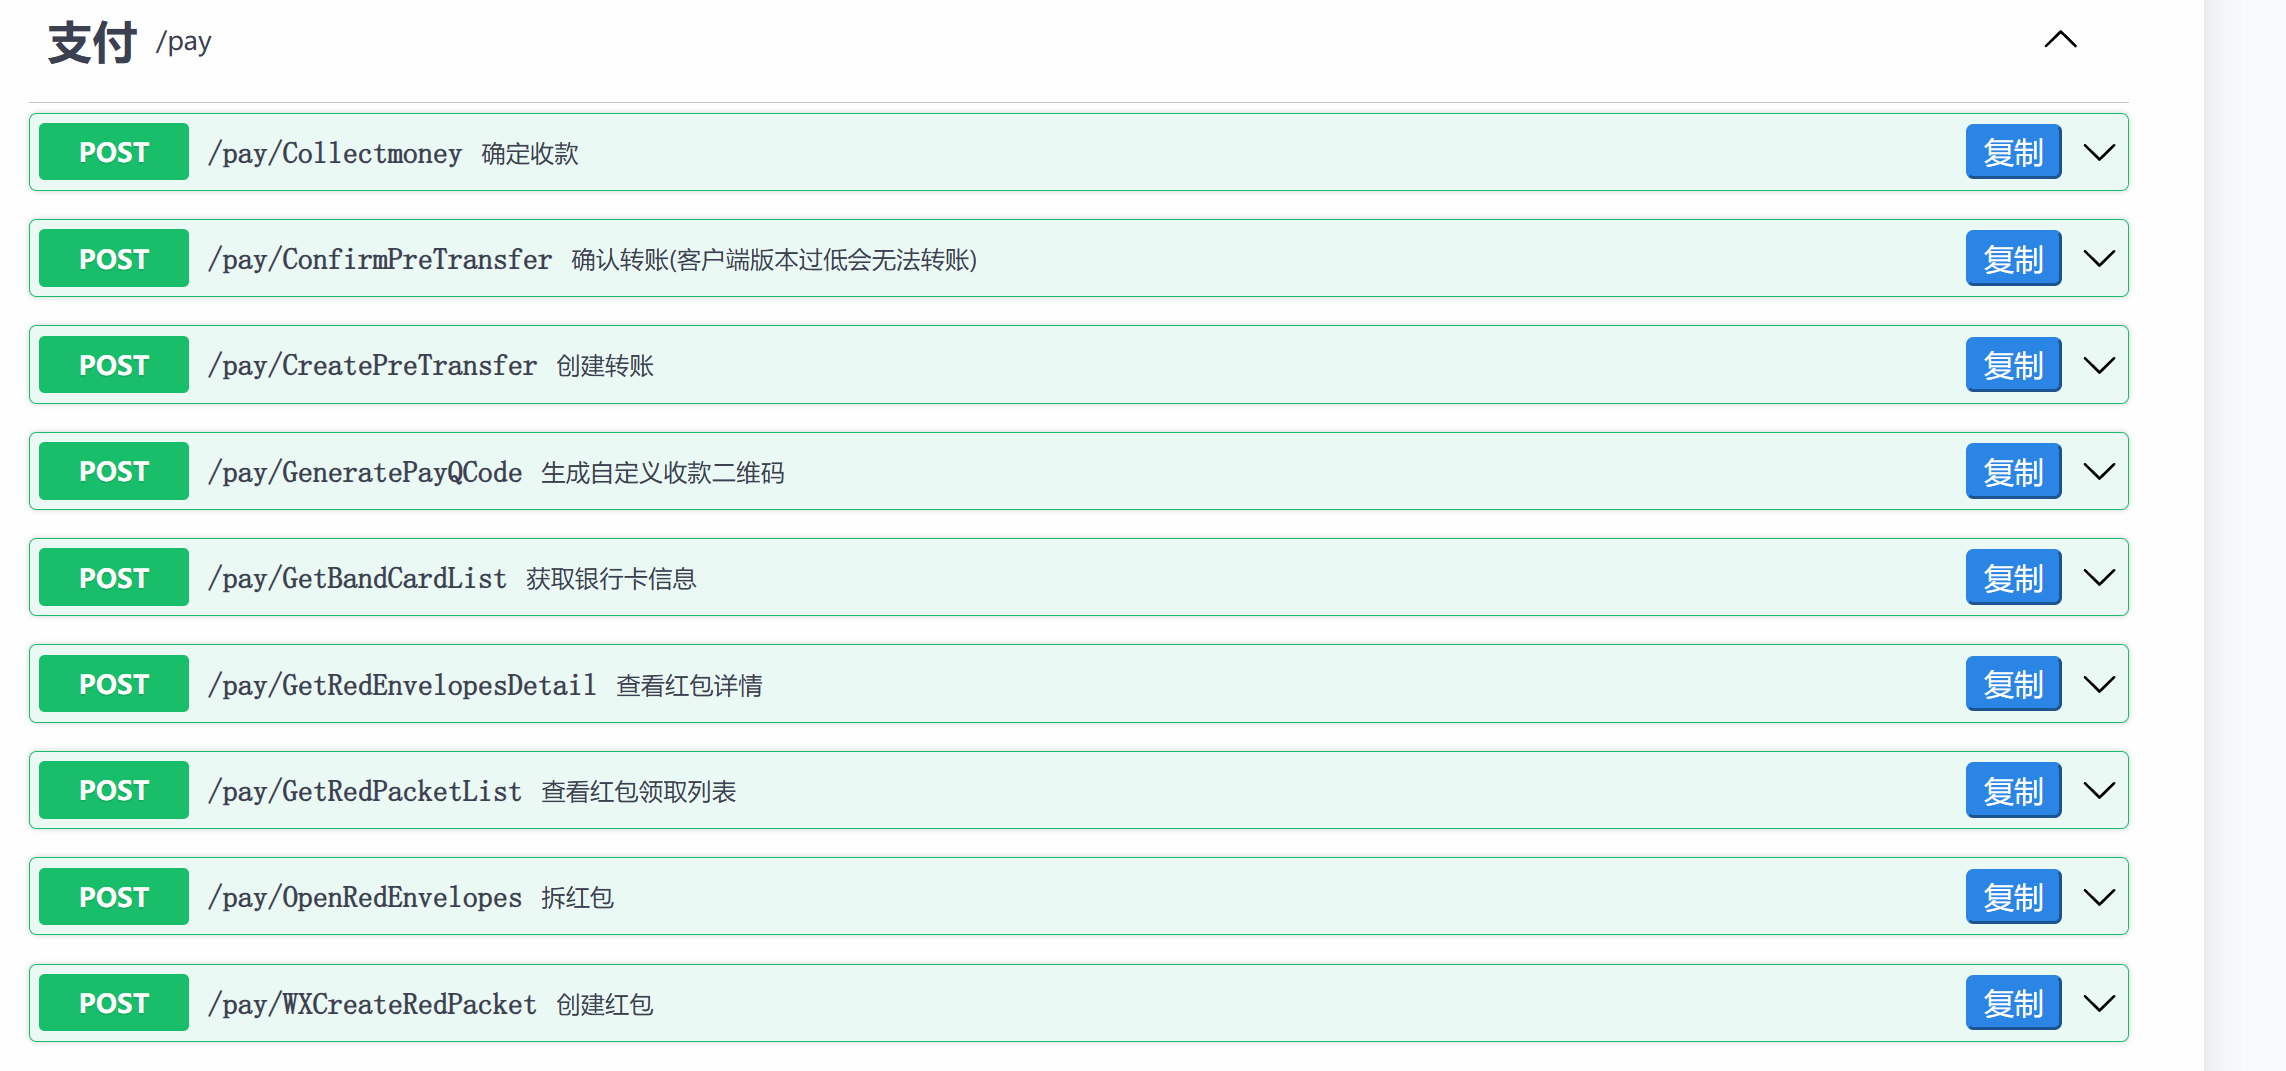 支付 /pay
POST /pay/Collectmoney 确定收款 复制
POST /pay/ConfirmPreTransfer 确认转账(客户端版本过低会无法转账) 复制
POST /pay/CreatePreTransfer 创建转账 复制
POST /pay/GeneratePayQCode 生成自定义收款二维码 复制
POST /pay/GetBandCardList 获取银行卡信息 复制
POST /pay/GetRedEnvelopesDetail 查看红包详情 复制
POST /pay/GetRedPacketList 查看红包领取列表 复制
POST /pay/OpenRedEnvelopes 拆红包 复制
POST /pay/WXCreateRedPacket 创建红包 复制